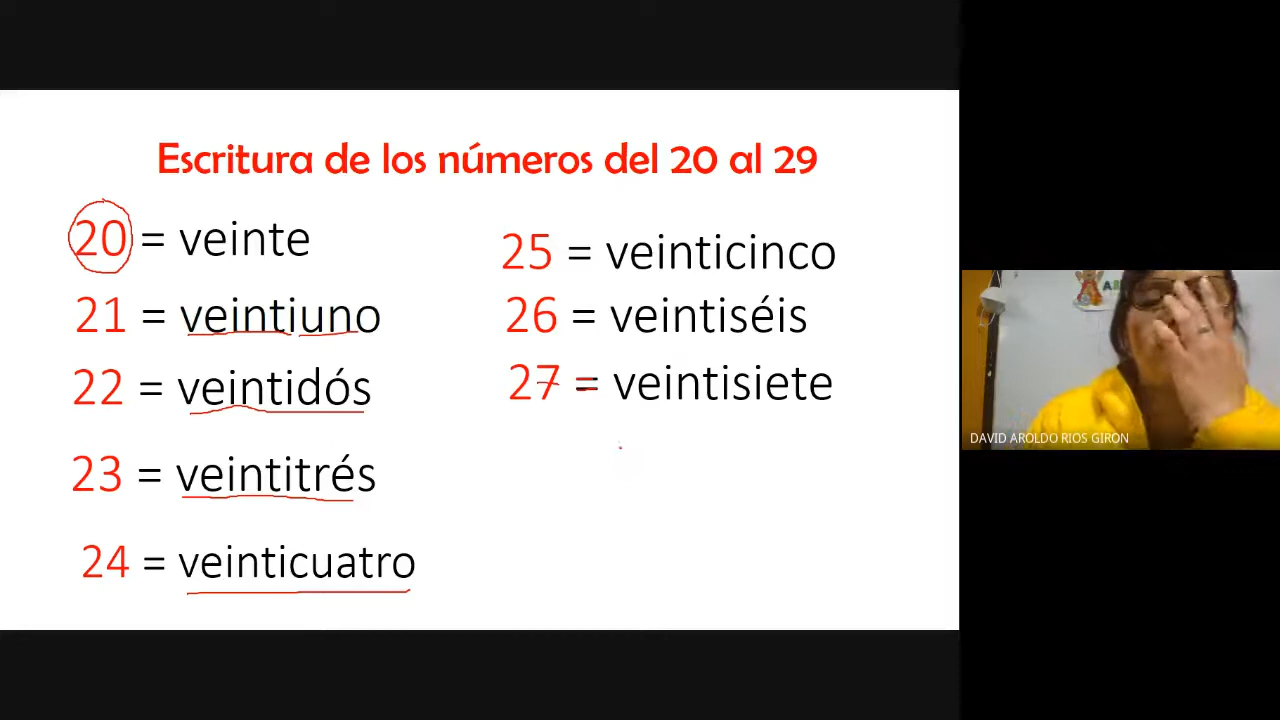 Escritura de los números del 20 al 29
20 = veinte
21 = veintiuno
22 = veintidós
23 = veintitrés
24 = veinticuatro
25 = veinticinco
26 = veintiséis
27 = veintisiete
DAVID AROLDO RIOS GIRON